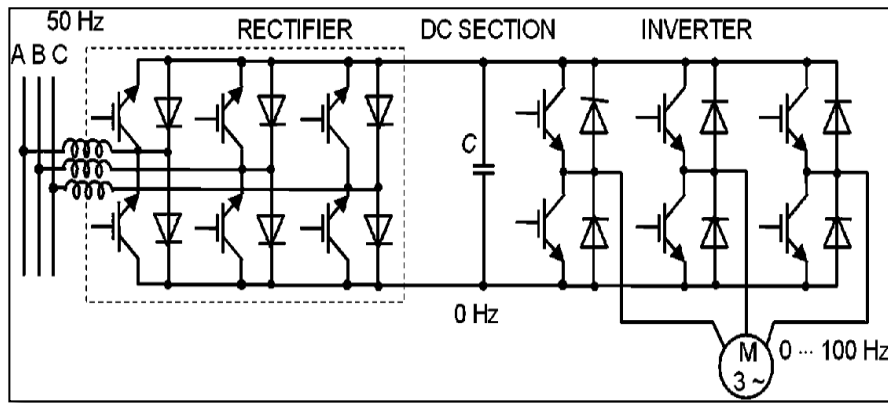 50 Hz
RECTIFIER
DC SECTION
INVERTER
A B C
C
0 Hz
M
3 ~
0 ... 100 Hz